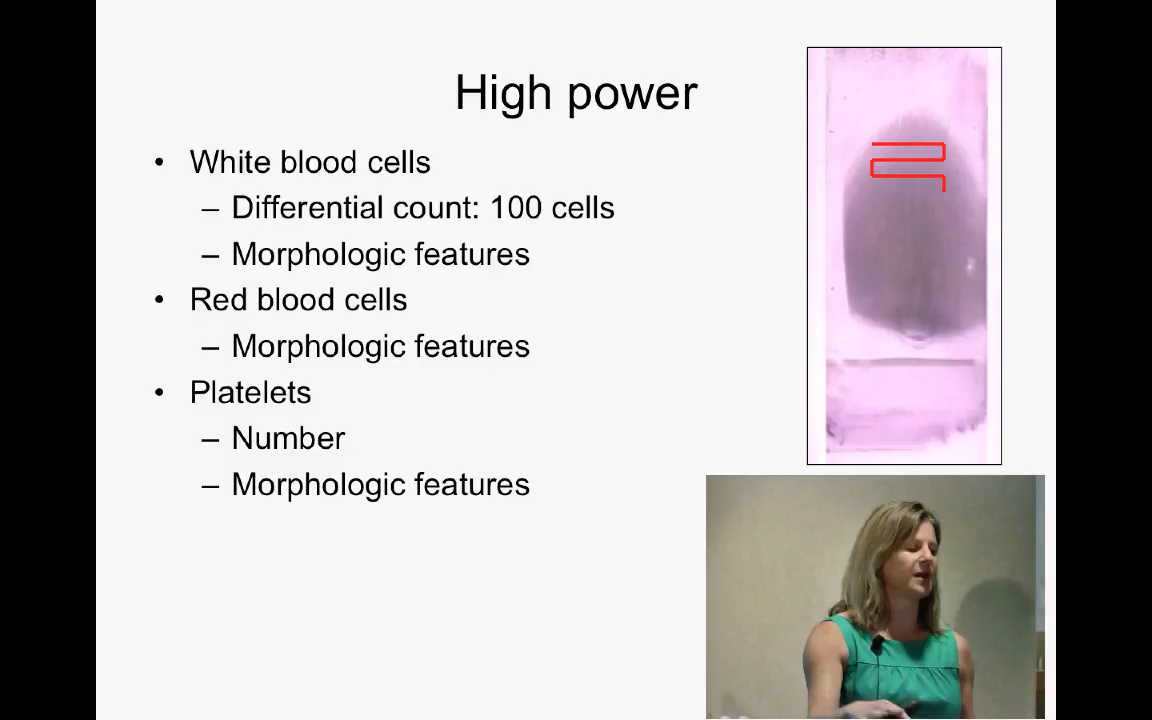 High power
• White blood cells
– Differential count: 100 cells
– Morphologic features
• Red blood cells
– Morphologic features
• Platelets
– Number
– Morphologic features